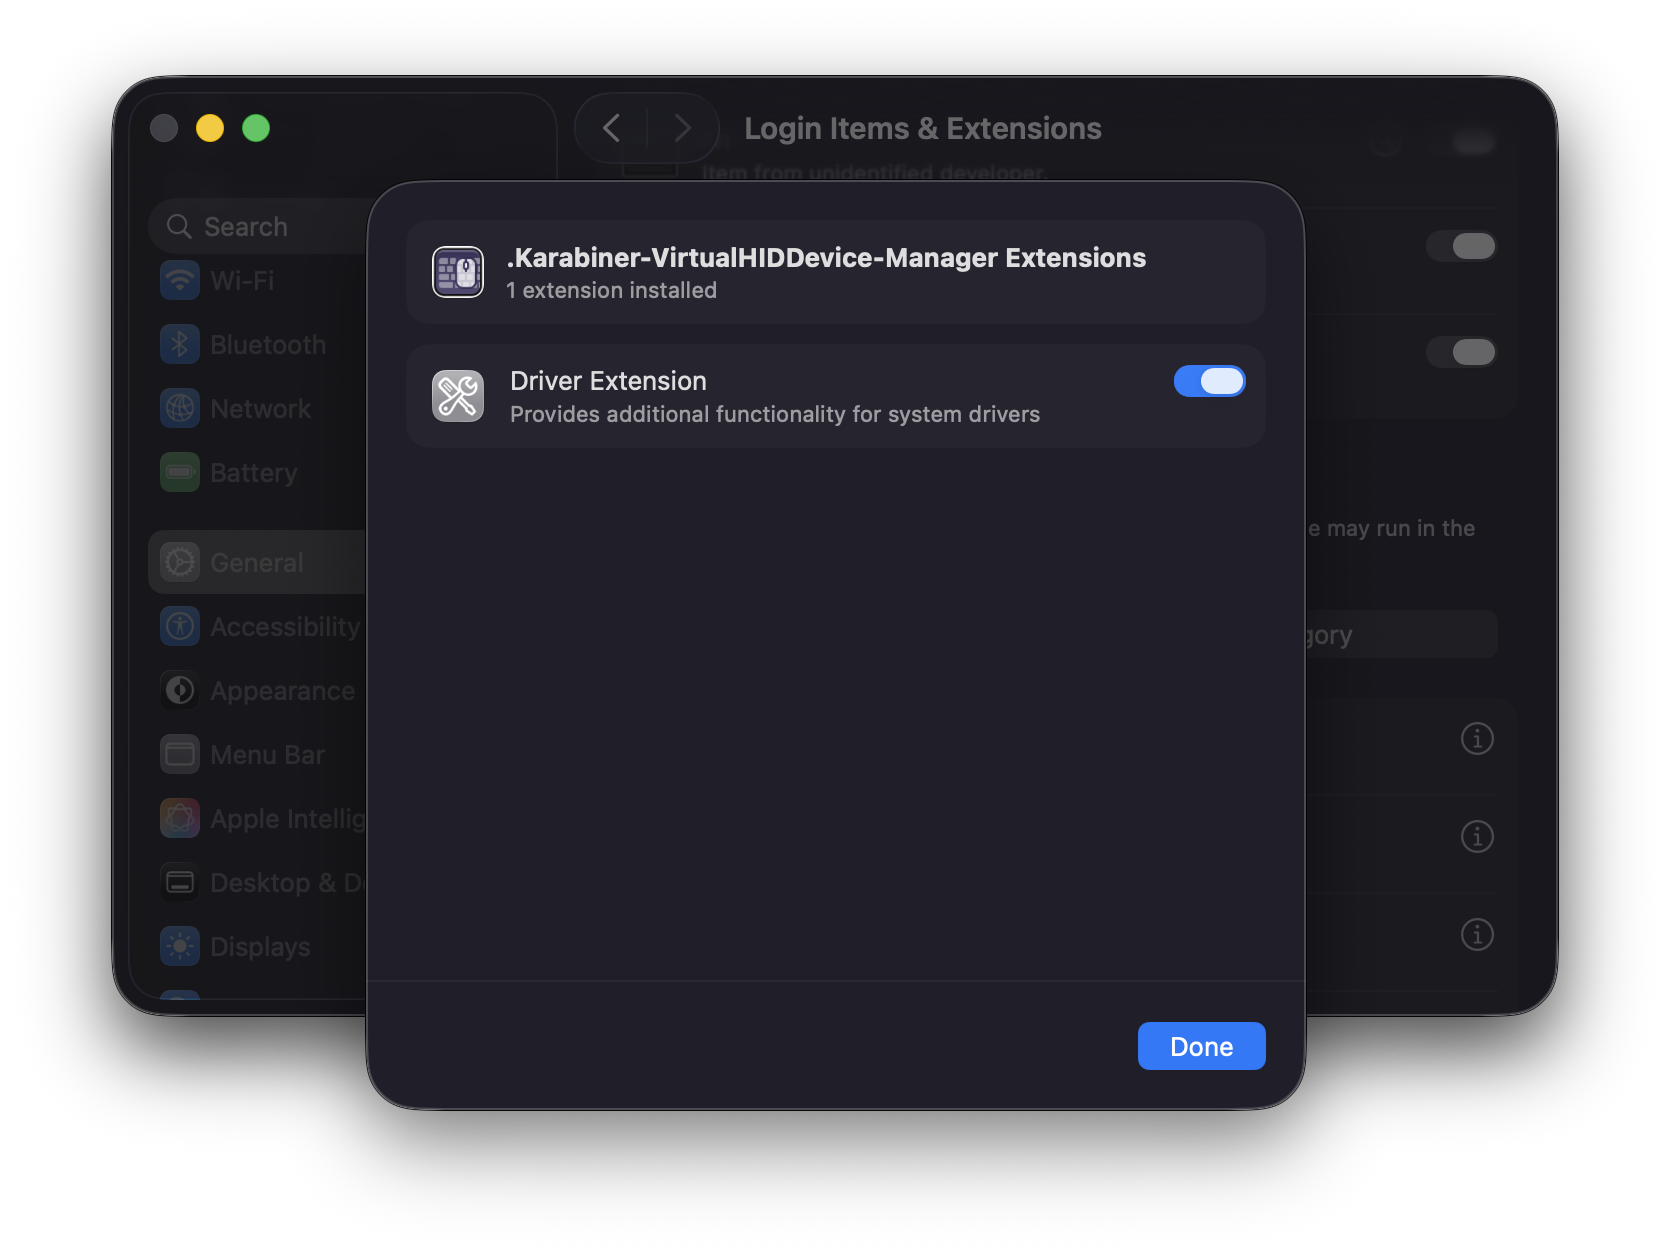 Login Items & Extensions
Item from unidentified developer.
Search
Wi-Fi
Bluetooth
Network
Battery
General
Accessibility
Appearance
Menu Bar
Apple Intellig
Desktop & D
Displays
.Karabiner-VirtualHIDDevice-Manager Extensions
1 extension installed
Driver Extension
Provides additional functionality for system drivers
e may run in the
gory
Done